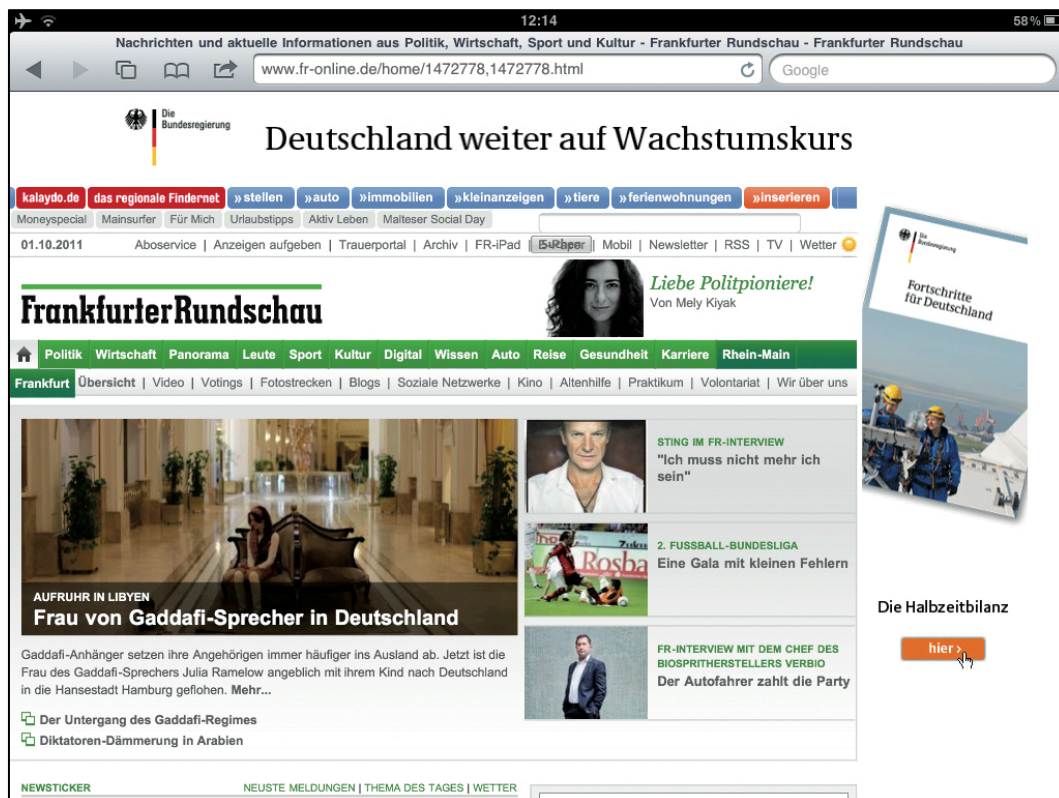 12:14
58%
Nachrichten und aktuelle Informationen aus Politik, Wirtschaft, Sport und Kultur - Frankfurter Rundschau - Frankfurter Rundschau
www.fr-online.de/home/1472778,1472778.html
Google
Die
Bundesregierung
Deutschland weiter auf Wachstumskurs
kalaydo.de das regionale Findernet »stellen »auto »immobilien »kleinanzeigen »tiere »ferienwohnungen »inserieren
Moneyspecial Mainsurfer Für Mich Urlaubstipps Aktiv Leben Malteser Social Day
01.10.2011 Aboservice | Anzeigen aufgeben | Trauerportal | Archiv | FR-iPad | Mobil | Newsletter | RSS | TV | Wetter
Frankfurter Rundschau
Liebe Politpioniere!
Von Mely Kiyak
Politik Wirtschaft Panorama Leute Sport Kultur Digital Wissen Auto Reise Gesundheit Karriere Rhein-Main
Frankfurt Übersicht | Video | Votings | Fotostrecken | Blogs | Soziale Netzwerke | Kino | Altenhilfe | Praktikum | Volontariat | Wir über uns
AUFRUHR IN LIBYEN
Frau von Gaddafi-Sprecher in Deutschland
Gaddafi-Anhänger setzen ihre Angehörigen immer häufiger ins Ausland ab. Jetzt ist die
Frau des Gaddafi-Sprechers Julia Ramelow angeblich mit ihrem Kind nach Deutschland
in die Hansestadt Hamburg geflohen. Mehr...
Der Untergang des Gaddafi-Regimes
Diktatoren-Dämmerung in Arabien
STING IM FR-INTERVIEW
"Ich muss nicht mehr ich
sein"
Rosba
2. FUSSBALL-BUNDESLIGA
Eine Gala mit kleinen Fehlern
FR-INTERVIEW MIT DEM CHEF DES
BIOSPRITHERSTELLERS VERBIO
Der Autofahrer zahlt die Party
Die
Bundesregierung
Fortschritte
für Deutschland
Die Halbzeitbilanz
hier ›
NEWSTICKER NEUSTE MELDUNGEN | THEMA DES TAGES | WETTER